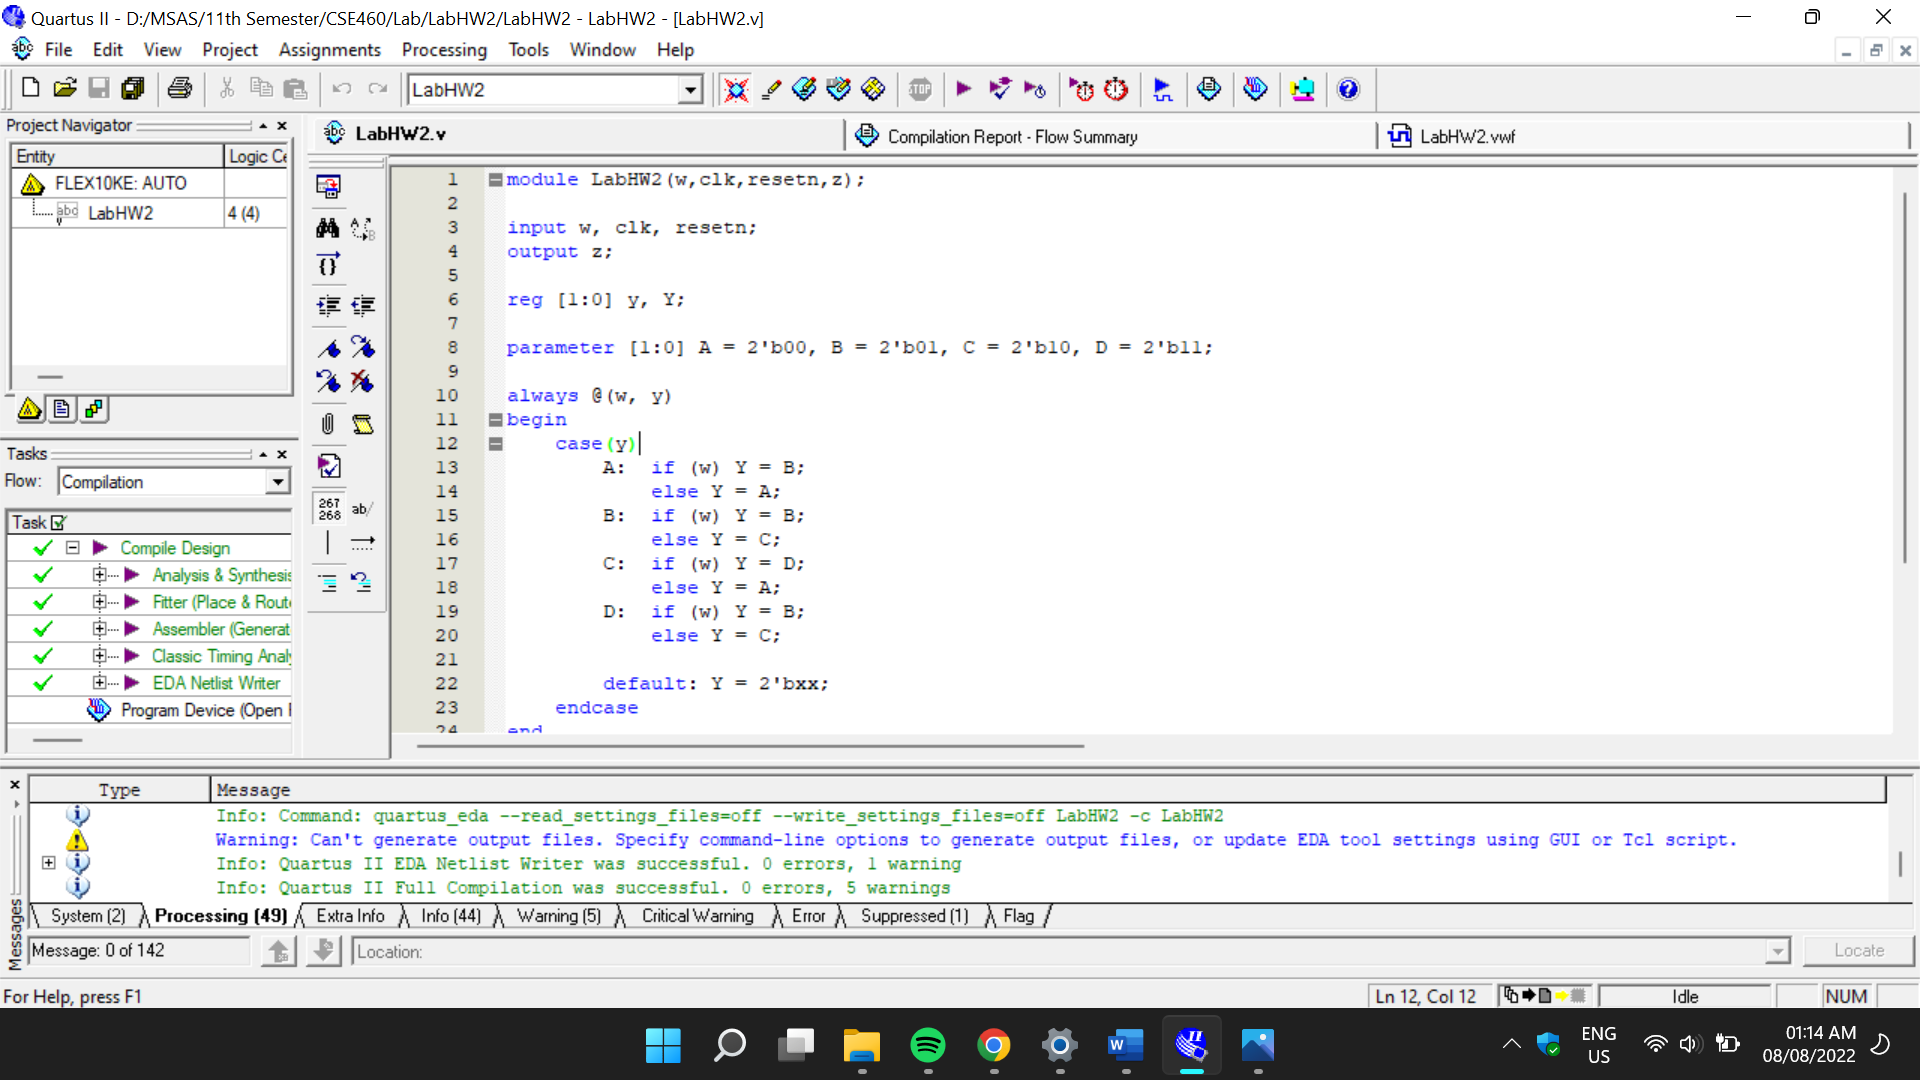 Quartus II - D:/MSAS/11th Semester/CSE460/Lab/LabHW2/LabHW2 - LabHW2 - [LabHW2.v]
File Edit View Project Assignments Processing Tools Window Help
LabHW2
Project Navigator
LabHW2.v
Compilation Report - Flow Summary
LabHW2.vwf
Entity Logic Ce
FLEX10KE: AUTO
LabHW2 4 (4)
1 module LabHW2(w,clk,resetn,z);
2
3 input w, clk, resetn;
4 output z;
5
6 reg [1:0] y, Y;
7
8 parameter [1:0] A = 2'b00, B = 2'b01, C = 2'b10, D = 2'b11;
9
10 always @(w, y)
11 begin
12 case(y)
13 A: if (w) Y = B;
14 else Y = A;
15 B: if (w) Y = B;
16 else Y = C;
17 C: if (w) Y = D;
18 else Y = A;
19 D: if (w) Y = B;
20 else Y = C;
21
22 default: Y = 2'bxx;
23 endcase
24 end
267
268
ab/
Tasks
Flow: Compilation
Task
Compile Design
Analysis & Synthesis
Fitter (Place & Route
Assembler (Generat
Classic Timing Analy
EDA Netlist Writer
Program Device (Open
Type Message
Info: Command: quartus_eda --read_settings_files=off --write_settings_files=off LabHW2 -c LabHW2
Warning: Can't generate output files. Specify command-line options to generate output files, or update EDA tool settings using GUI or Tcl script.
Info: Quartus II EDA Netlist Writer was successful. 0 errors, 1 warning
Info: Quartus II Full Compilation was successful. 0 errors, 5 warnings
System (2) Processing (49) Extra Info Info (44) Warning (5) Critical Warning Error Suppressed (1) Flag
Messages
Message: 0 of 142 Location: Locate
For Help, press F1 Ln 12, Col 12 Idle NUM
ENG
US
01:14 AM
08/08/2022